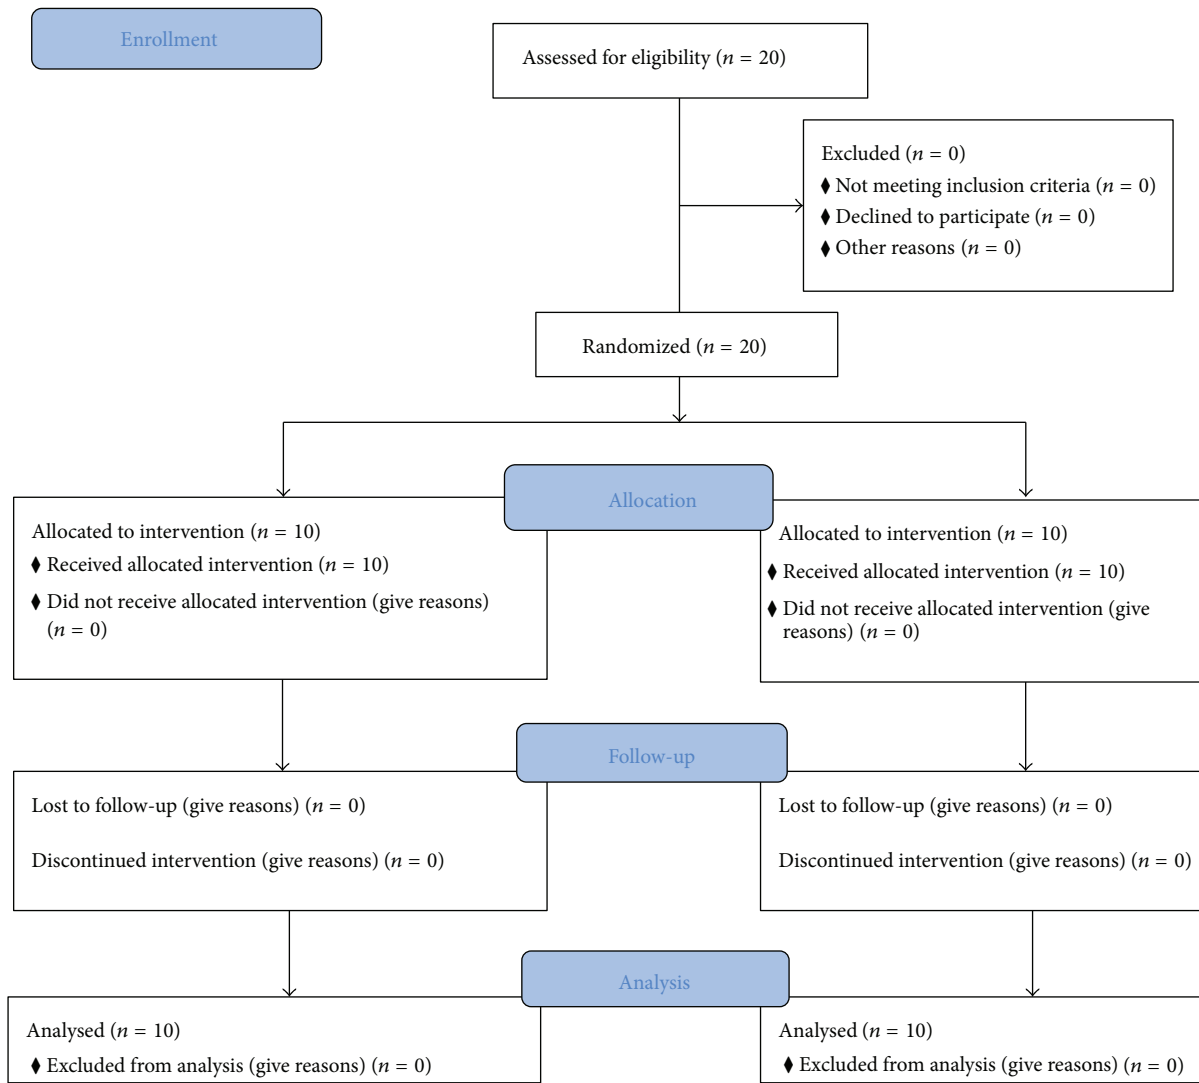 Enrollment
Assessed for eligibility (n = 20)
Excluded (n = 0)
♦ Not meeting inclusion criteria (n = 0)
♦ Declined to participate (n = 0)
♦ Other reasons (n = 0)
Randomized (n = 20)
Allocation
Allocated to intervention (n = 10)
♦ Received allocated intervention (n = 10)
♦ Did not receive allocated intervention (give reasons)
(n = 0)
Allocated to intervention (n = 10)
♦ Received allocated intervention (n = 10)
♦ Did not receive allocated intervention (give
reasons) (n = 0)
Follow-up
Lost to follow-up (give reasons) (n = 0)
Discontinued intervention (give reasons) (n = 0)
Lost to follow-up (give reasons) (n = 0)
Discontinued intervention (give reasons) (n = 0)
Analysis
Analysed (n = 10)
♦ Excluded from analysis (give reasons) (n = 0)
Analysed (n = 10)
♦ Excluded from analysis (give reasons) (n = 0)